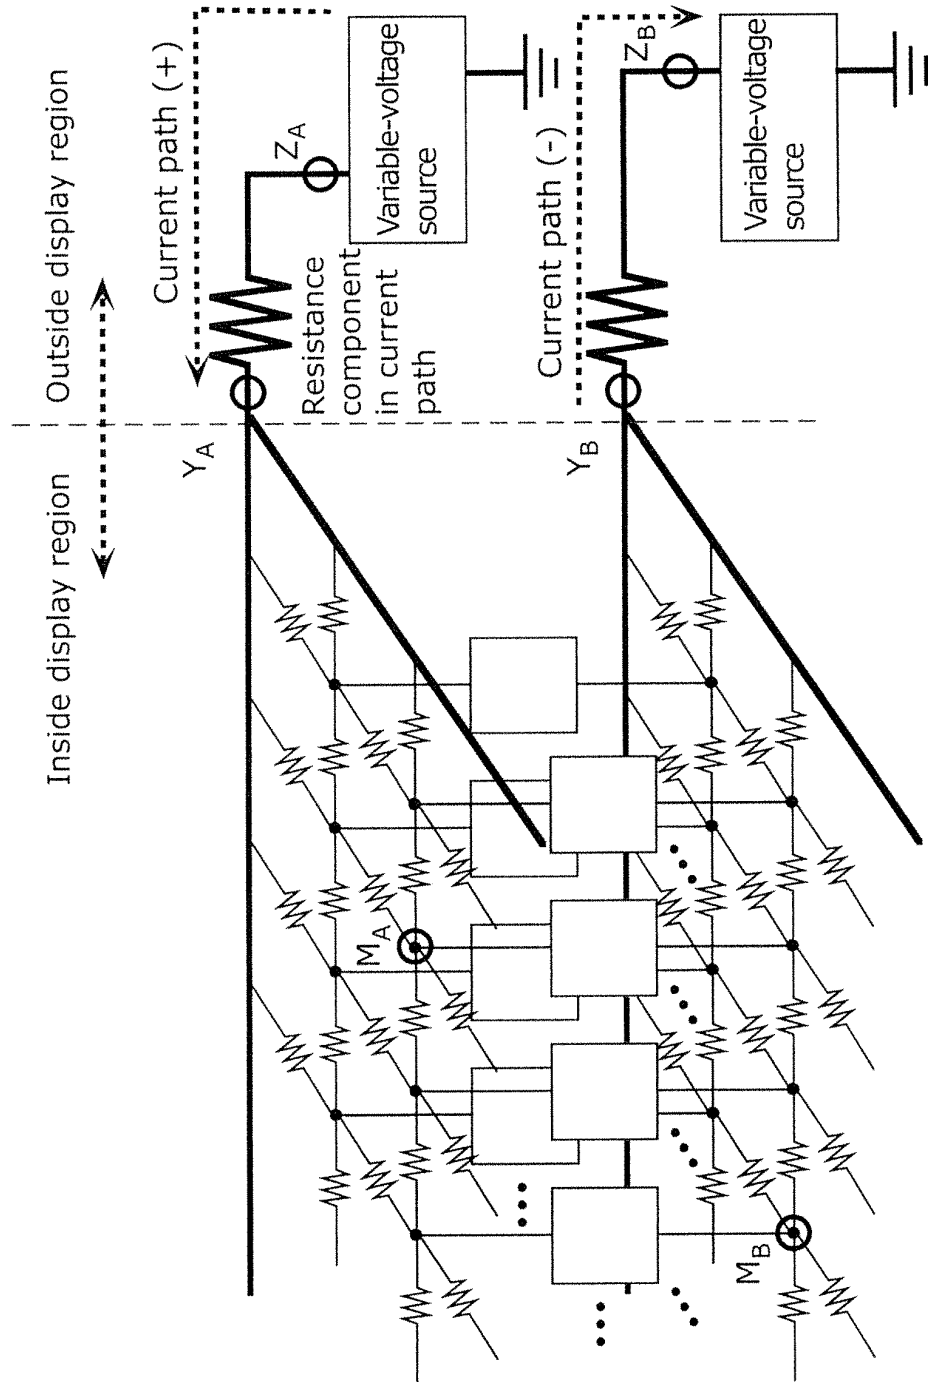 Inside display region
Outside display region
Current path (+)
Y_A
Z_A
Resistance
component
in current
path
Variable-voltage
source
M_A
Current path (-)
Y_B
Z_B
Variable-voltage
source
M_B